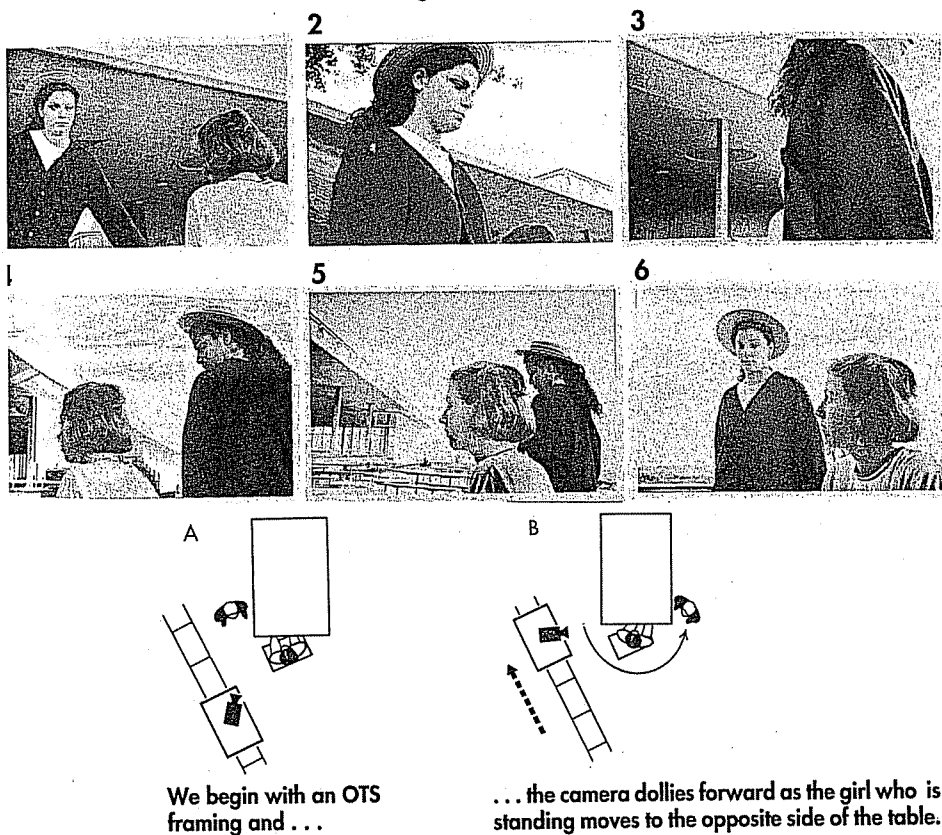 2
3
5
6
A
B
We begin with an OTS
framing and . . .
. . . the camera dollies forward as the girl who is
standing moves to the opposite side of the table.